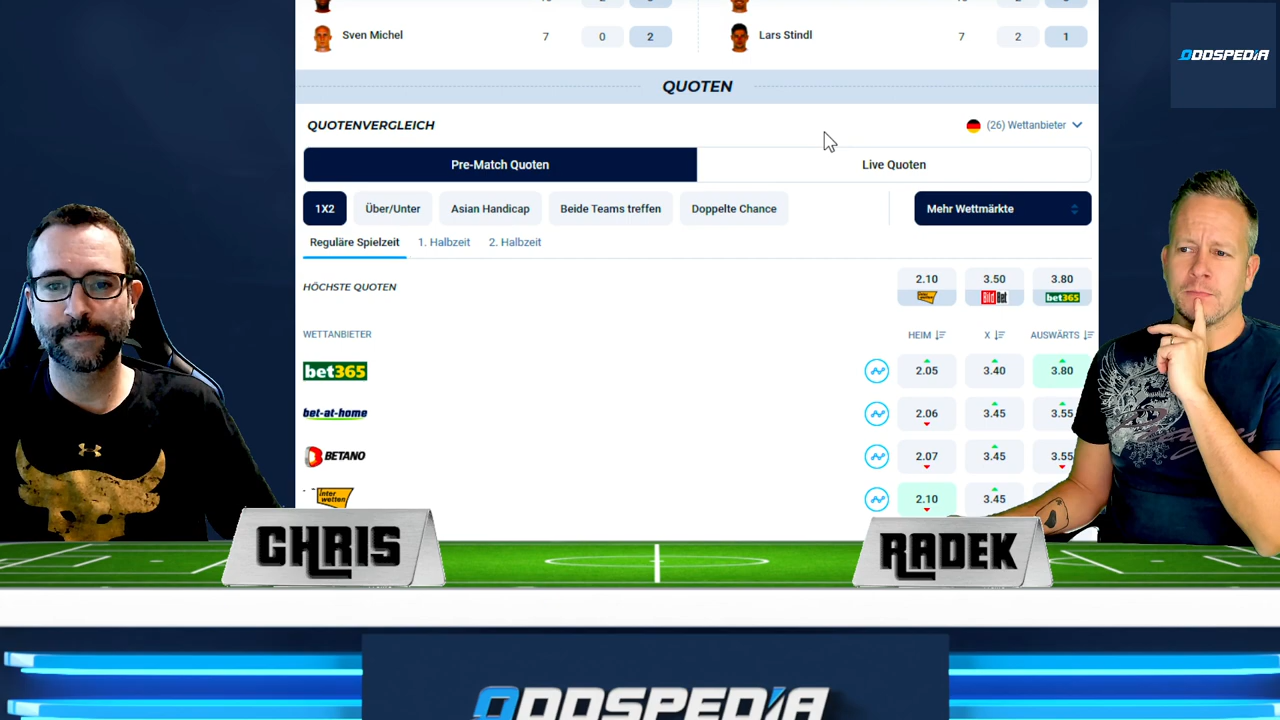 Sven Michel 7 0 2
Lars Stindl 7 2 1
ODDSPEDIA
QUOTEN
QUOTENVERGLEICH
(26) Wettanbieter
Pre-Match Quoten
Live Quoten
1X2
Über/Unter
Asian Handicap
Beide Teams treffen
Doppelte Chance
Mehr Wettmärkte
Reguläre Spielzeit
1. Halbzeit
2. Halbzeit
HÖCHSTE QUOTEN
2.10 3.50 3.80
BildBet bet365
WETTANBIETER
HEIM X AUSWÄRTS
bet365 2.05 3.40 3.80
bet-at-home 2.06 3.45 3.55
BETANO 2.07 3.45 3.55
inter wetten 2.10 3.45
CHRIS
RADEK
ODDSPEDIA